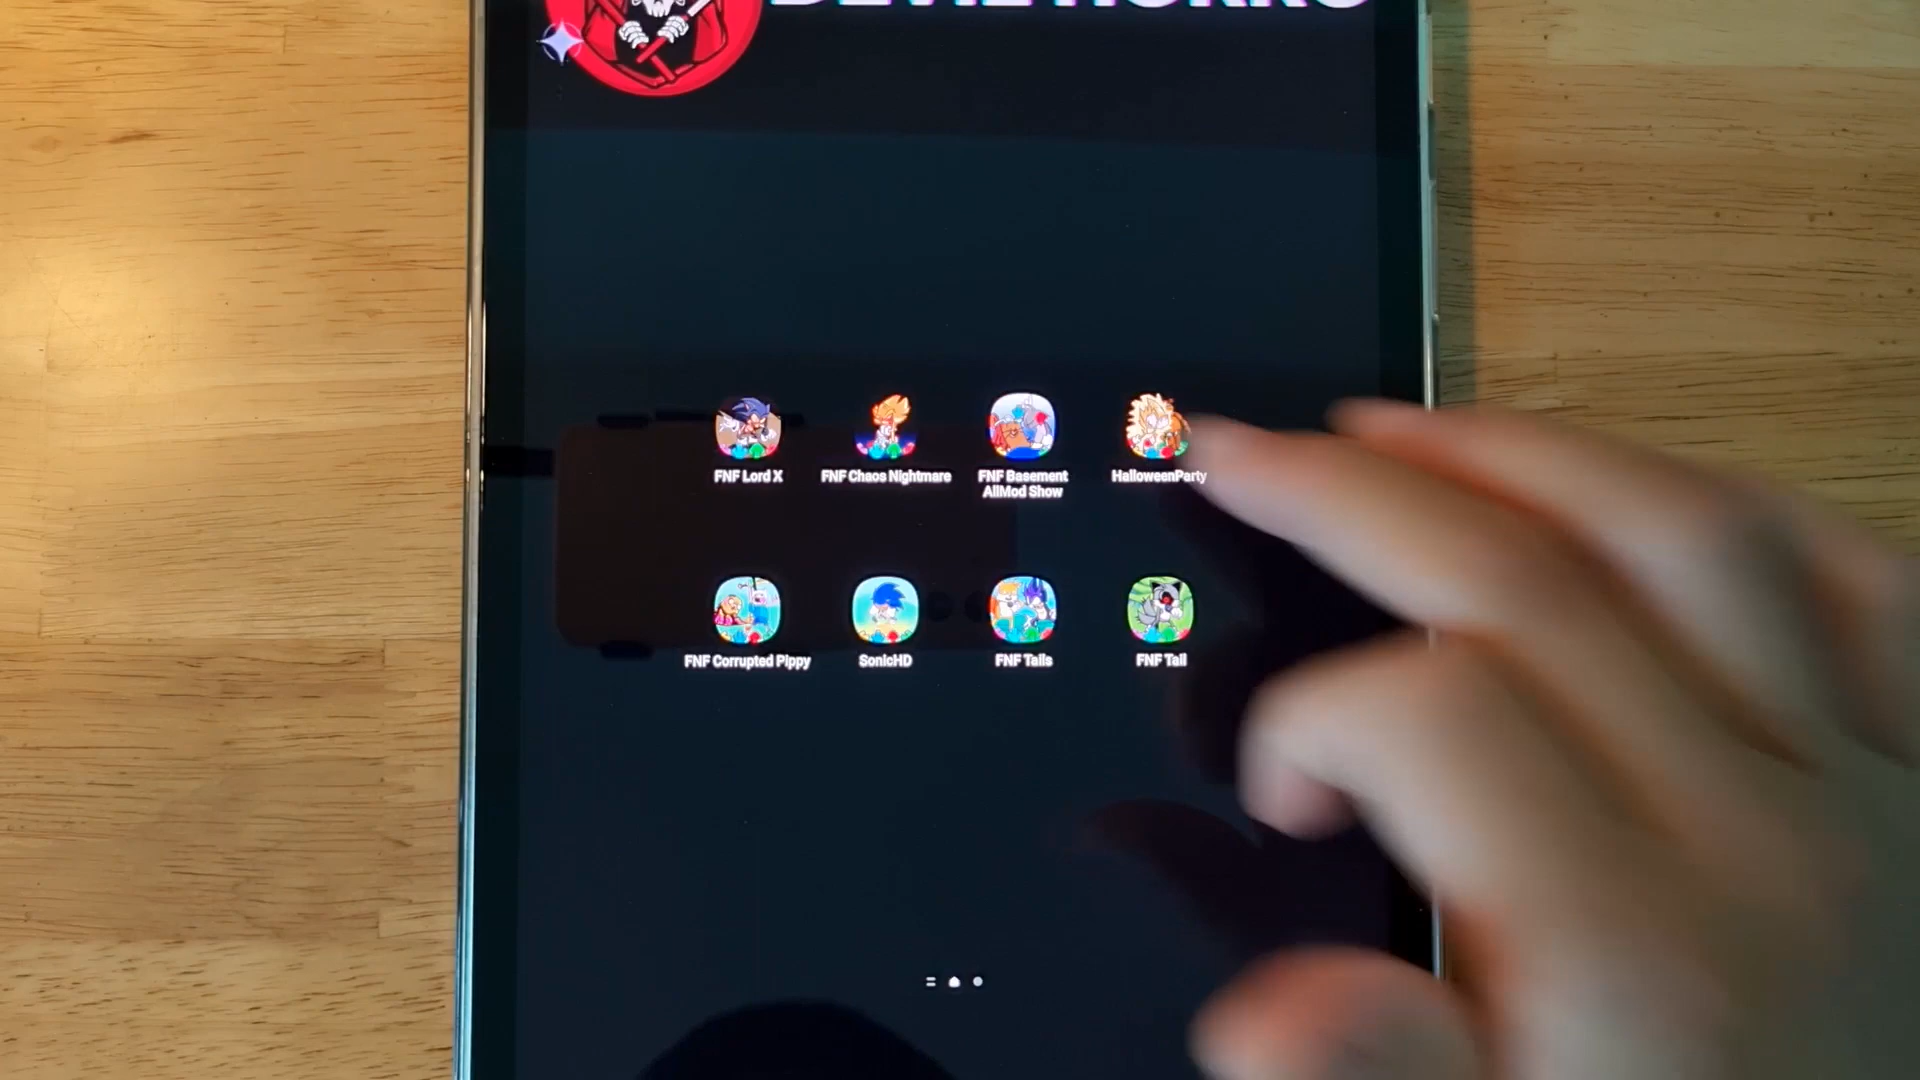 FNF Lord X
FNF Chaos Nightmare
FNF Basement
AllMod Show
HalloweenParty
FNF Corrupted Pippy
SonicHD
FNF Tails
FNF Tail